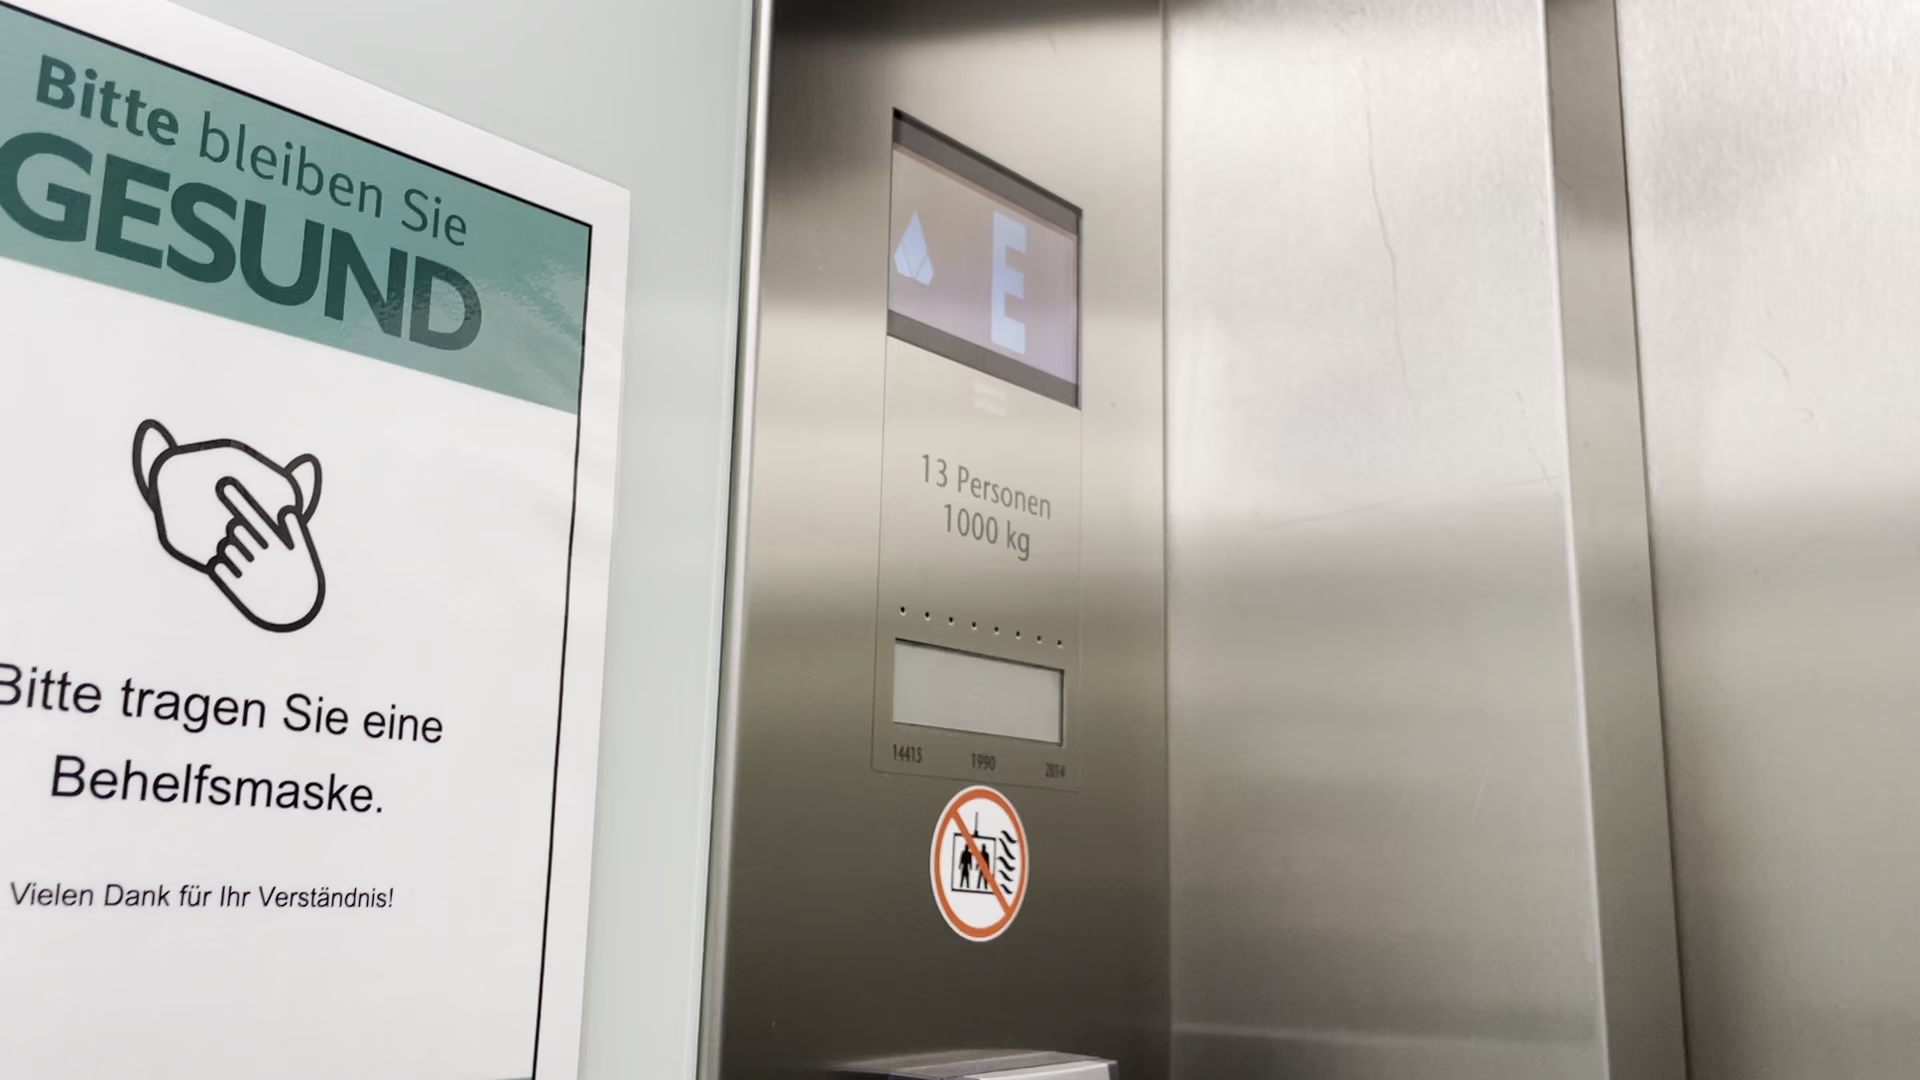 Bitte bleiben Sie
GESUND
Bitte tragen Sie eine
Behelfsmaske.
Vielen Dank für Ihr Verständnis!
E
13 Personen
1000 kg
14415 1990 2014